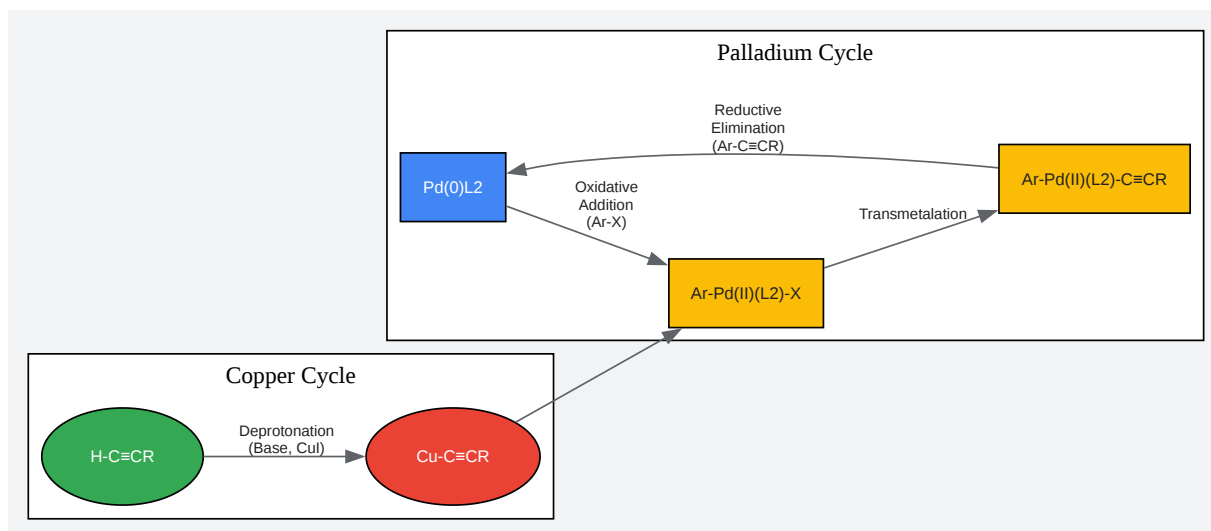 Palladium Cycle
Reductive
Elimination
(Ar-C≡CR)
Pd(0)L2
Oxidative
Addition
(Ar-X)
Transmetalation
Ar-Pd(II)(L2)-C≡CR
Ar-Pd(II)(L2)-X
Copper Cycle
H-C≡CR
Deprotonation
(Base, CuI)
Cu-C≡CR